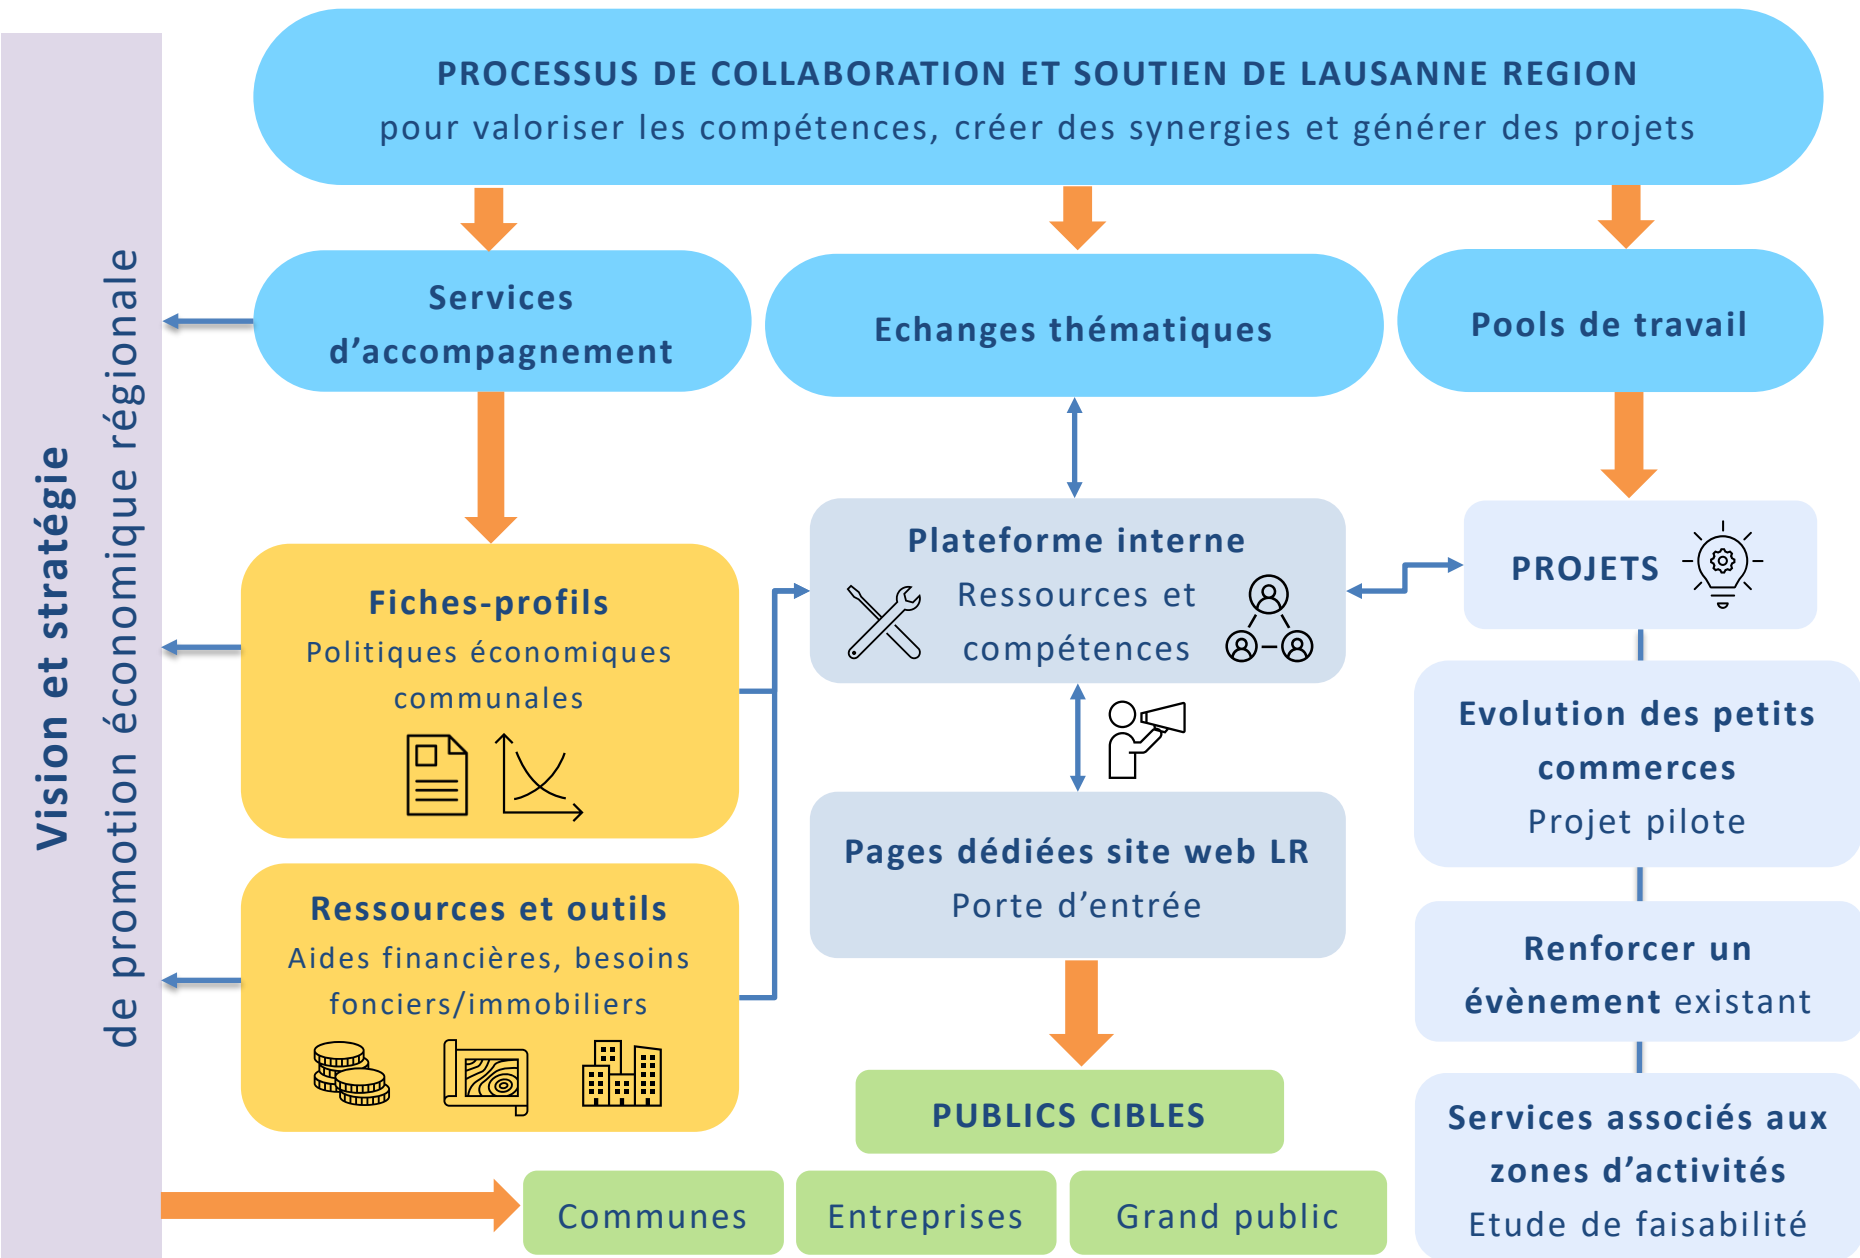 PROCESSUS DE COLLABORATION ET SOUTIEN DE LAUSANNE REGION
pour valoriser les compétences, créer des synergies et générer des projets
Vision et stratégie
de promotion économique régionale
Services
d’accompagnement
Echanges thématiques
Pools de travail
Fiches-profils
Politiques économiques
communales
Ressources et outils
Aides financières, besoins
fonciers/immobiliers
Plateforme interne
Ressources et
compétences
Pages dédiées site web LR
Porte d’entrée
PUBLICS CIBLES
Communes
Entreprises
Grand public
PROJETS
Evolution des petits
commerces
Projet pilote
Renforcer un
évènement existant
Services associés aux
zones d’activités
Etude de faisabilité